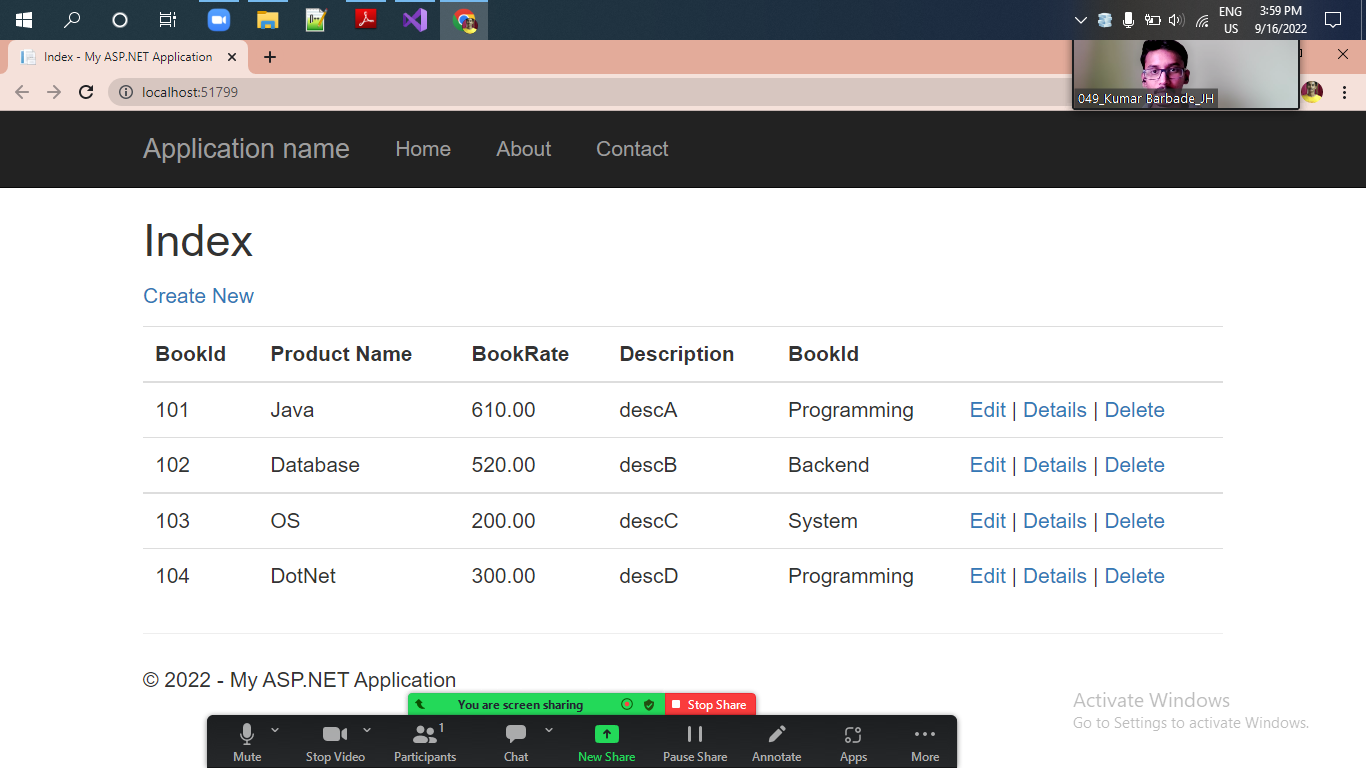 ENG 3:59 PM
US 9/16/2022
Index - My ASP.NET Application
localhost:51799
049_Kumar Barbade_JH
Application name Home About Contact
Index
Create New
BookId Product Name BookRate Description BookId
101 Java 610.00 descA Programming Edit | Details | Delete
102 Database 520.00 descB Backend Edit | Details | Delete
103 OS 200.00 descC System Edit | Details | Delete
104 DotNet 300.00 descD Programming Edit | Details | Delete
© 2022 - My ASP.NET Application
Activate Windows
Go to Settings to activate Windows.
You are screen sharing Stop Share
1
Mute Stop Video Participants Chat New Share Pause Share Annotate Apps More